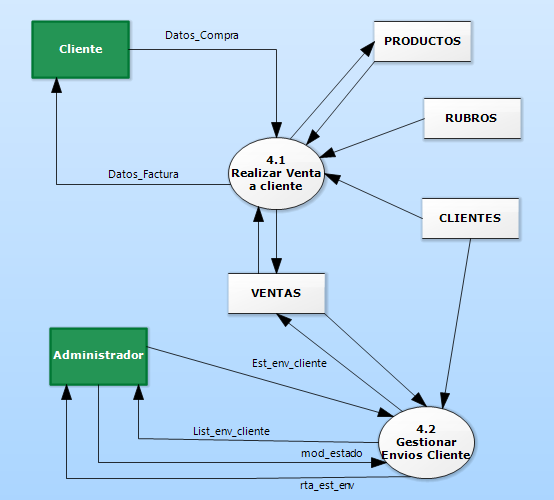 Datos_Compra
Cliente
PRODUCTOS
RUBROS
4.1
Realizar Venta
a cliente
Datos_Factura
CLIENTES
VENTAS
Administrador
Est_env_cliente
4.2
Gestionar
Envios Cliente
List_env_cliente
mod_estado
rta_est_env